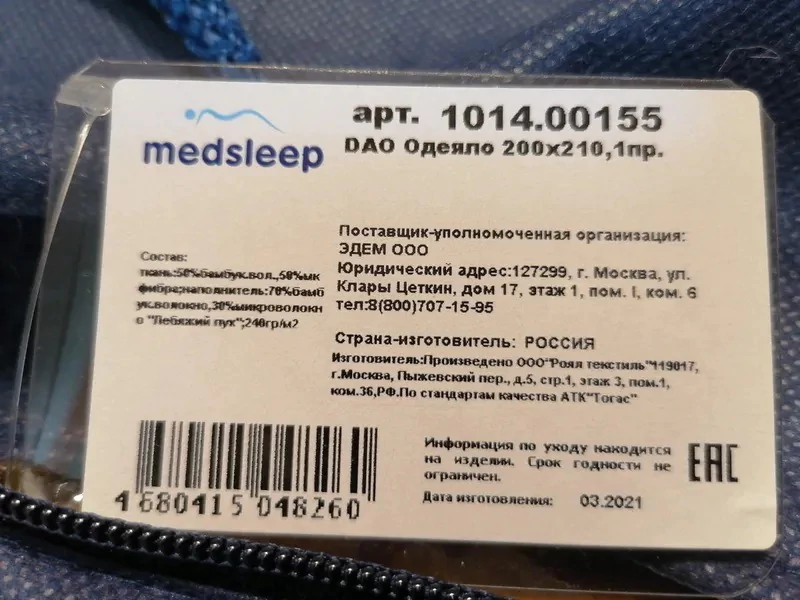 medsleep
арт. 1014.00155
DAO Одеяло 200x210,1пр.
Состав:
ткань:50%бамбук.вол.,50%мк
фибра;наполнитель:70%бамб
ук.волокно,30%микроволокн
о "Лебяжий пух";240гр/м2
Поставщик-уполномоченная организация:
ЭДЕМ ООО
Юридический адрес:127299, г. Москва, ул.
Клары Цеткин, дом 17, этаж 1, пом. I, ком. 6
тел:8(800)707-15-95
Страна-изготовитель: РОССИЯ
Изготовитель:Произведено ООО"Роял текстиль"119017,
г.Москва, Пыжевский пер., д.5, стр.1, этаж 3, пом.1,
ком.36,РФ.По стандартам качества АТК"Тогас"
4 680415 048260
Информация по уходу находится
на изделии. Срок годности не
ограничен.
Дата изготовления: 03.2021
EAC